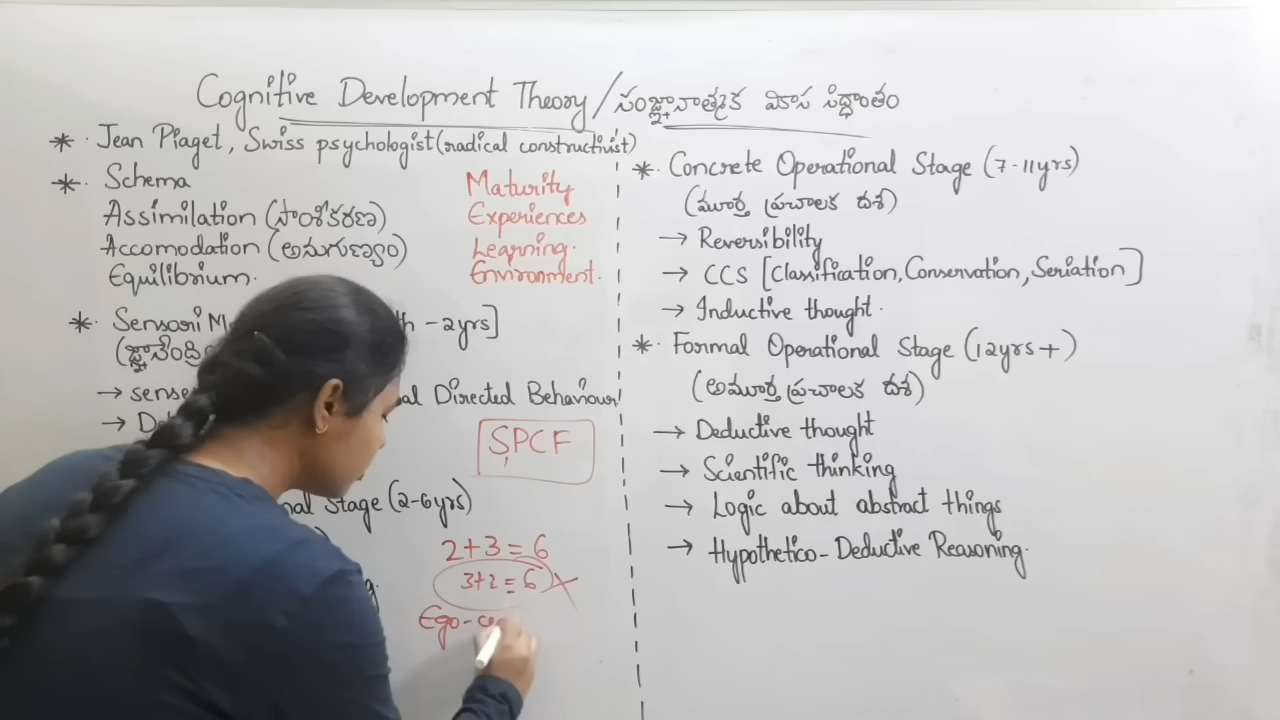 Cognitive Development Theory / సంజ్ఞానాత్మక వికాస సిద్ధాంతం
* Jean Piaget, Swiss psychologist (radical constructivist)
* Schema
Assimilation (సాంశీకరణం)
Accomodation (అనుగుణ్యం)
Equilibrium.
Maturity
Experiences
Learning.
Environment.
* Sensori M
- 2yrs]
(జ్ఞానేంద్రి
→ sense
al Directed Behaviour
→
SPCF
nal Stage (2-6yrs)
2+3=6
3+2=6 ×
Ego-ce
* Concrete Operational Stage (7-11yrs)
(మూర్త ప్రచాలక దశ)
→ Reversibility
→ CCS [Classification, Conservation, Seriation]
→ Inductive thought.
* Formal Operational Stage (12yrs+)
(అమూర్త ప్రచాలక దశ)
→ Deductive thought
→ Scientific thinking
→ Logic about abstract things
→ Hypothetico-Deductive Reasoning.